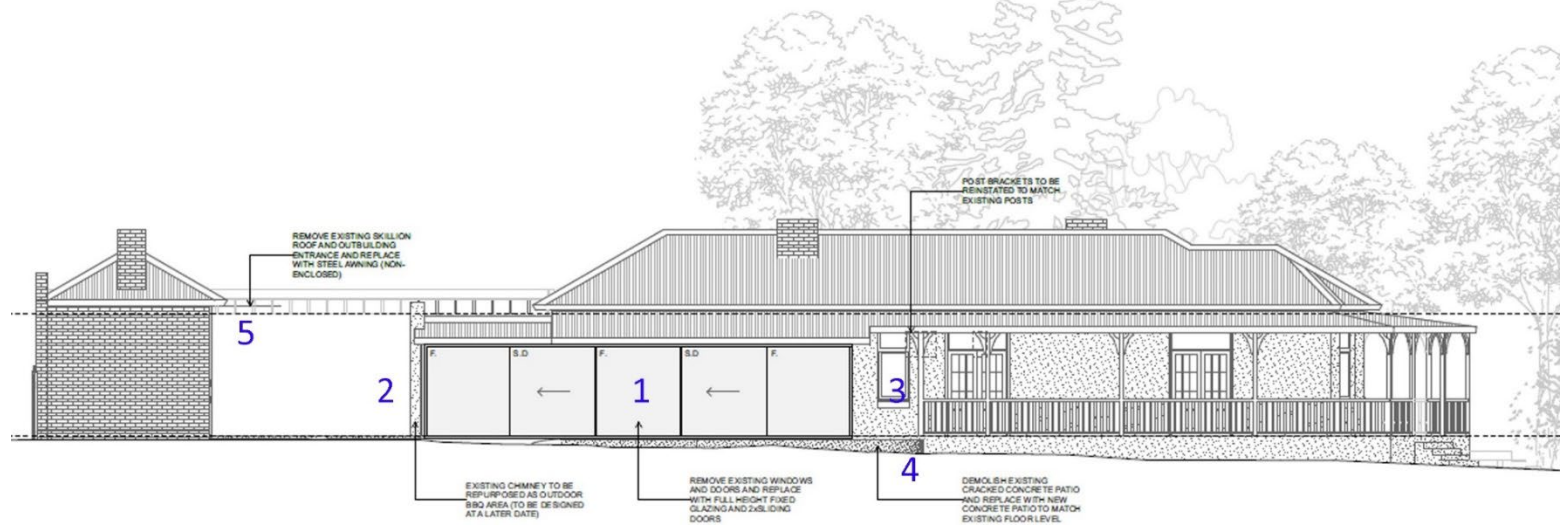 POST BRACKETS TO BE
REINSTATED TO MATCH
EXISTING POSTS
REMOVE EXISTING SKILLION
ROOF AND OUTBUILDING
ENTRANCE AND REPLACE
WITH STEEL AWNING (NON-
ENCLOSED)
5
F.
S.D
F.
S.D
F.
2
1
3
4
EXISTING CHIMNEY TO BE
REPURPOSED AS OUTDOOR
BBQ AREA (TO BE DESIGNED
AT A LATER DATE)
REMOVE EXISTING WINDOWS
AND DOORS AND REPLACE
WITH FULL HEIGHT FIXED
GLAZING AND 2xSLIDING
DOORS
DEMOLISH EXISTING
CRACKED CONCRETE PATIO
AND REPLACE WITH NEW
CONCRETE PATIO TO MATCH
EXISTING FLOOR LEVEL